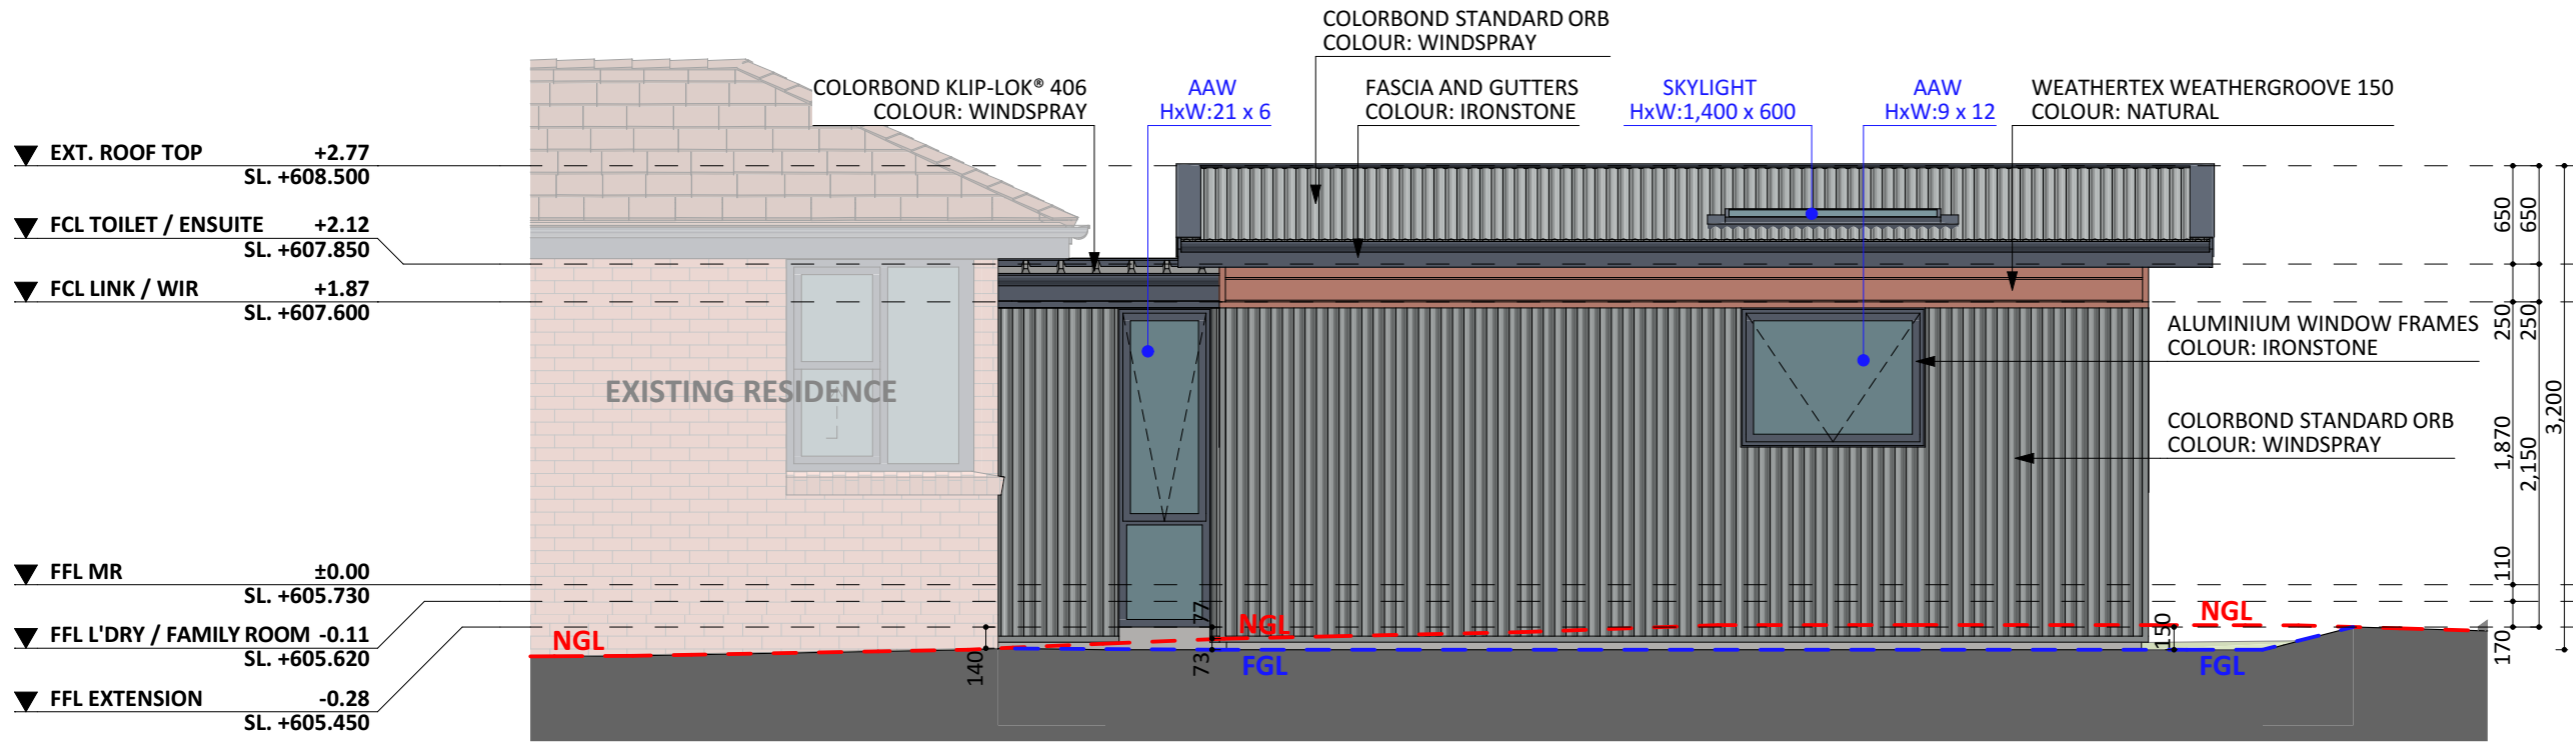 COLORBOND STANDARD ORB
COLOUR: WINDSPRAY
COLORBOND KLIP-LOK® 406
COLOUR: WINDSPRAY
AAW
HxW:21 x 6
FASCIA AND GUTTERS
COLOUR: IRONSTONE
SKYLIGHT
HxW:1,400 x 600
AAW
HxW:9 x 12
WEATHERTEX WEATHERGROOVE 150
COLOUR: NATURAL
EXT. ROOF TOP +2.77
SL. +608.500
FCL TOILET / ENSUITE +2.12
SL. +607.850
FCL LINK / WIR +1.87
SL. +607.600
FFL MR ±0.00
SL. +605.730
FFL L'DRY / FAMILY ROOM -0.11
SL. +605.620
FFL EXTENSION -0.28
SL. +605.450
EXISTING RESIDENCE
ALUMINIUM WINDOW FRAMES
COLOUR: IRONSTONE
COLORBOND STANDARD ORB
COLOUR: WINDSPRAY
NGL
140
77
73
NGL
FGL
150
NGL
FGL
650
650
250
250
1,870
2,150
3,200
110
170